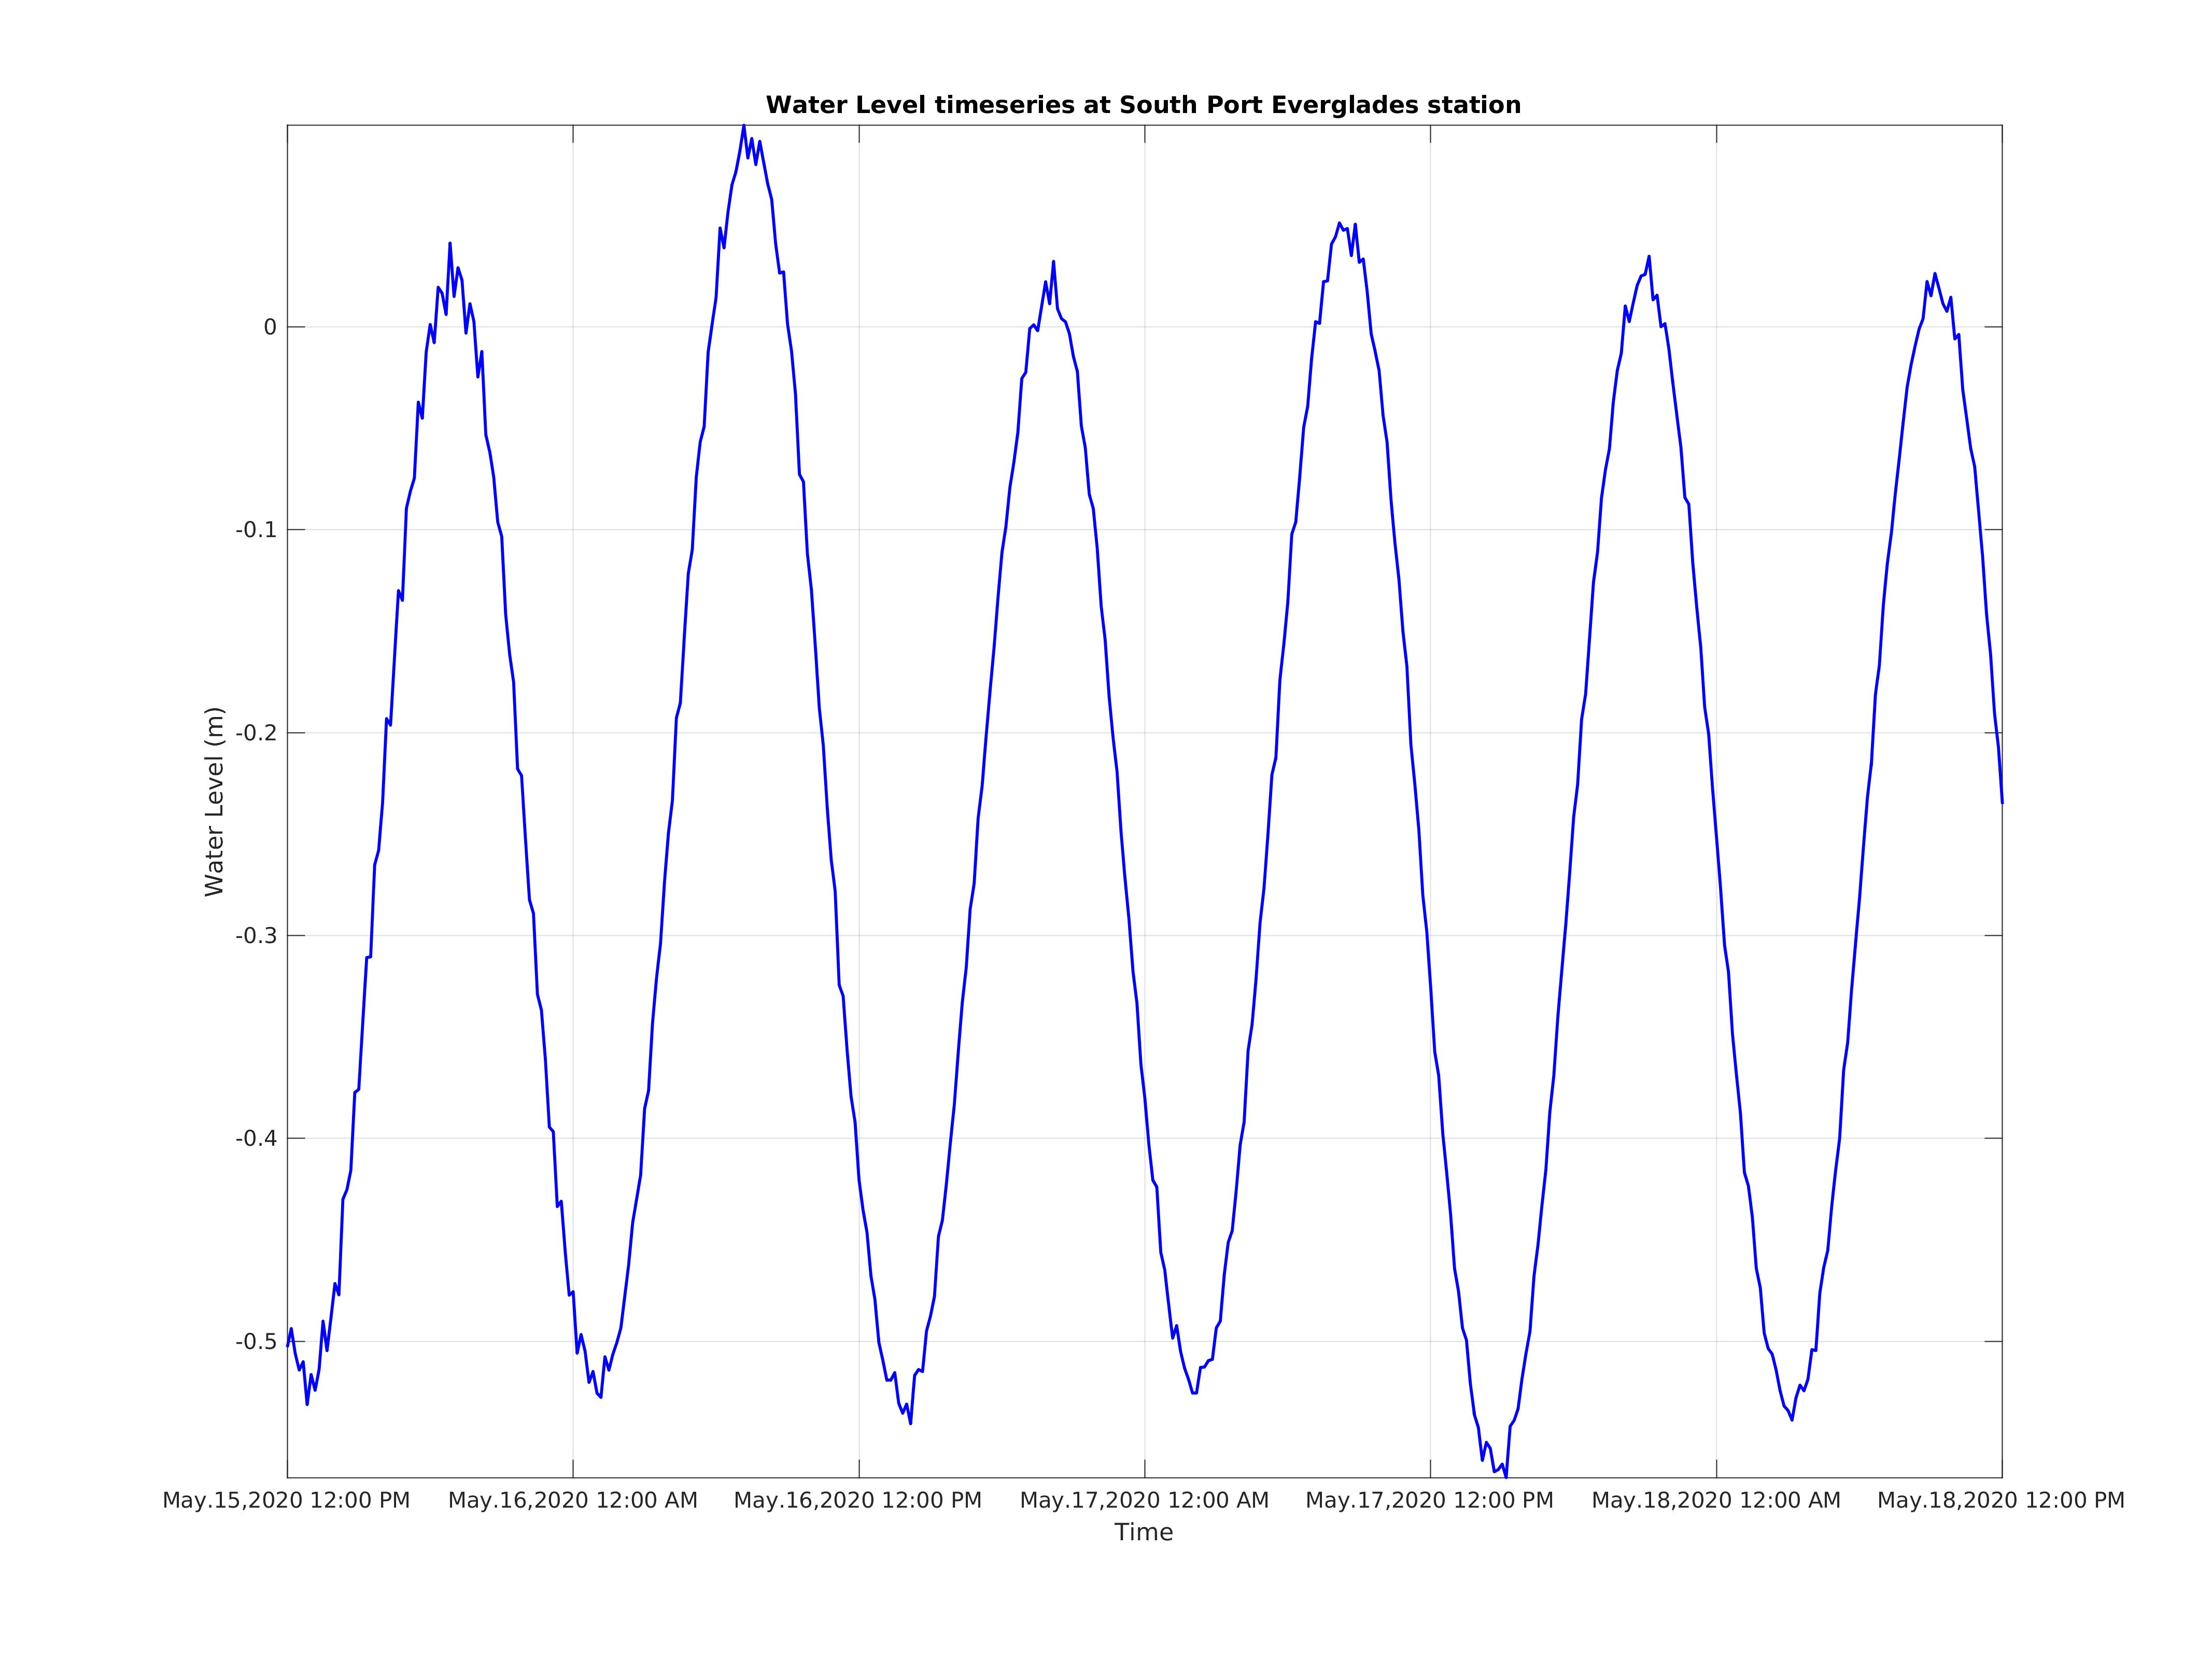 Water Level timeseries at South Port Everglades station
0
-0.1
-0.2
-0.3
-0.4
-0.5
Water Level (m)
May.15,2020 12:00 PM May.16,2020 12:00 AM May.16,2020 12:00 PM May.17,2020 12:00 AM May.17,2020 12:00 PM May.18,2020 12:00 AM May.18,2020 12:00 PM
Time